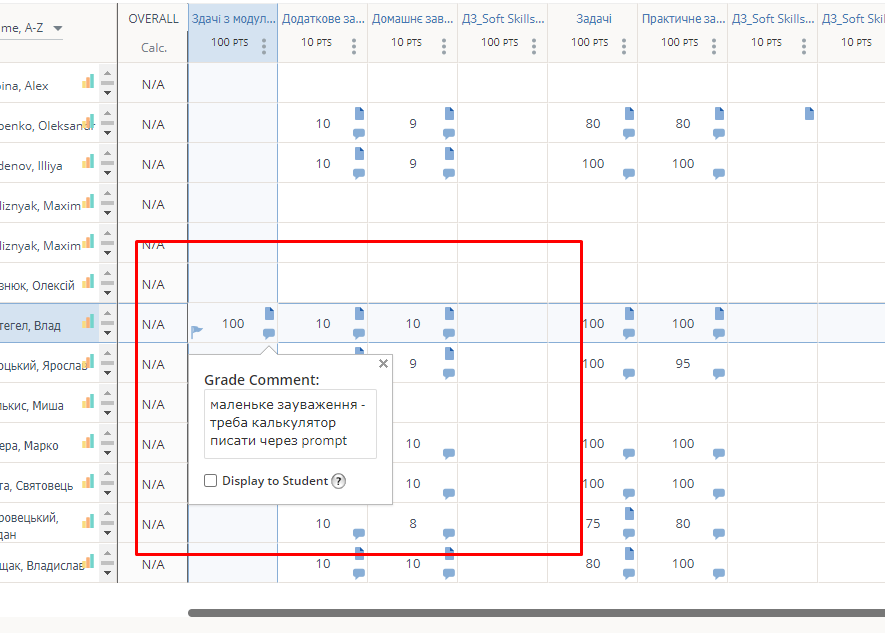 me, A-Z OVERALL Здачі з модул... Додаткове за... Домашнє зав... ДЗ_Soft Skills... Задачі Практичне за... ДЗ_Soft Skills... ДЗ_Soft Ski
Calc. 100 PTS 10 PTS 10 PTS 100 PTS 100 PTS 100 PTS 10 PTS 10 PTS
ina, Alex N/A
enko, Oleksandr N/A 10 9 80 80
denov, Illiya N/A 10 9 100 100
liznyak, Maxim N/A
liznyak, Maxim N/A
внюк, Олексій N/A
тегел, Влад N/A 100 10 10 100 100
оцький, Ярослав N/A 9 100 95
лькис, Миша N/A
ера, Марко N/A 10 100 100
та, Святовець N/A 10 100 100
ровецький,
дан N/A 10 8 75 80
щак, Владислав N/A 10 10 80 100
Grade Comment:
маленьке зауваження -
треба калькулятор
писати через prompt
Display to Student ?